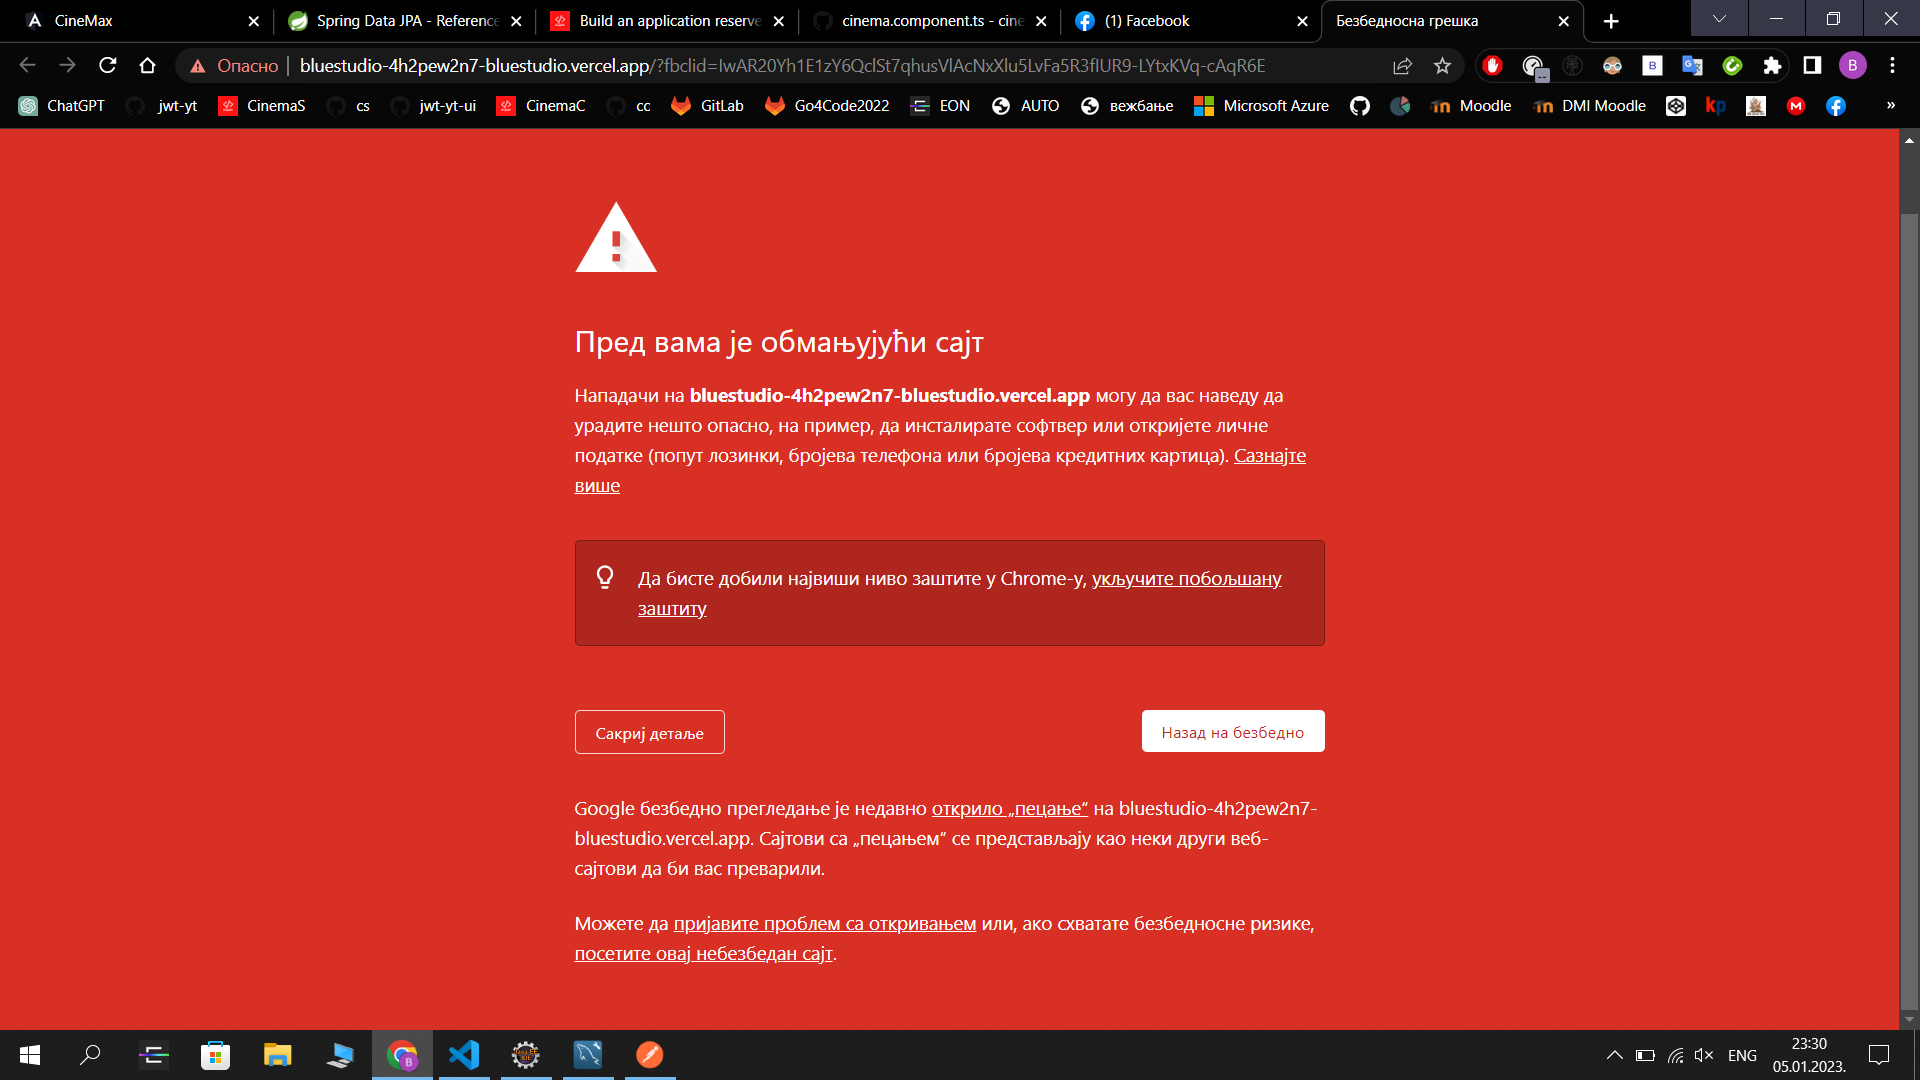 CineMax
Spring Data JPA - Reference
Build an application reserve
cinema.component.ts - cine
(1) Facebook
Безбедносна грешка
Опасно
bluestudio-4h2pew2n7-bluestudio.vercel.app/?fbclid=IwAR20Yh1E1zY6QclSt7qhusVlAcNxXlu5LvFa5R3fIUR9-LYtxKVq-cAqR6E
B
ChatGPT
jwt-yt
CinemaS
cs
jwt-yt-ui
CinemaC
cc
GitLab
Go4Code2022
EON
AUTO
вежбање
Microsoft Azure
Moodle
DMI Moodle
kp
»
Пред вама је обмањујући сајт
Нападачи на bluestudio-4h2pew2n7-bluestudio.vercel.app могу да вас наведу да
урадите нешто опасно, на пример, да инсталирате софтвер или откријете личне
податке (попут лозинки, бројева телефона или бројева кредитних картица). Сазнајте
више
Да бисте добили највиши ниво заштите у Chrome-у, укључите побољшану
заштиту
Сакриј детаље
Назад на безбедно
Google безбедно прегледање је недавно открило „пецање“ на bluestudio-4h2pew2n7-
bluestudio.vercel.app. Сајтови са „пецањем“ се представљају као неки други веб-
сајтови да би вас преварили.
Можете да пријавите проблем са откривањем или, ако схватате безбедносне ризике,
посетите овај небезбедан сајт.
ENG
23:30
05.01.2023.